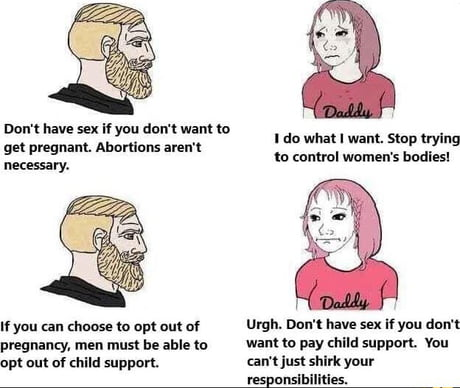 Daddy
Don't have sex if you don't want to
get pregnant. Abortions aren't
necessary.
I do what I want. Stop trying
to control women's bodies!
Daddy
If you can choose to opt out of
pregnancy, men must be able to
opt out of child support.
Urgh. Don't have sex if you don't
want to pay child support. You
can't just shirk your
responsibilities.